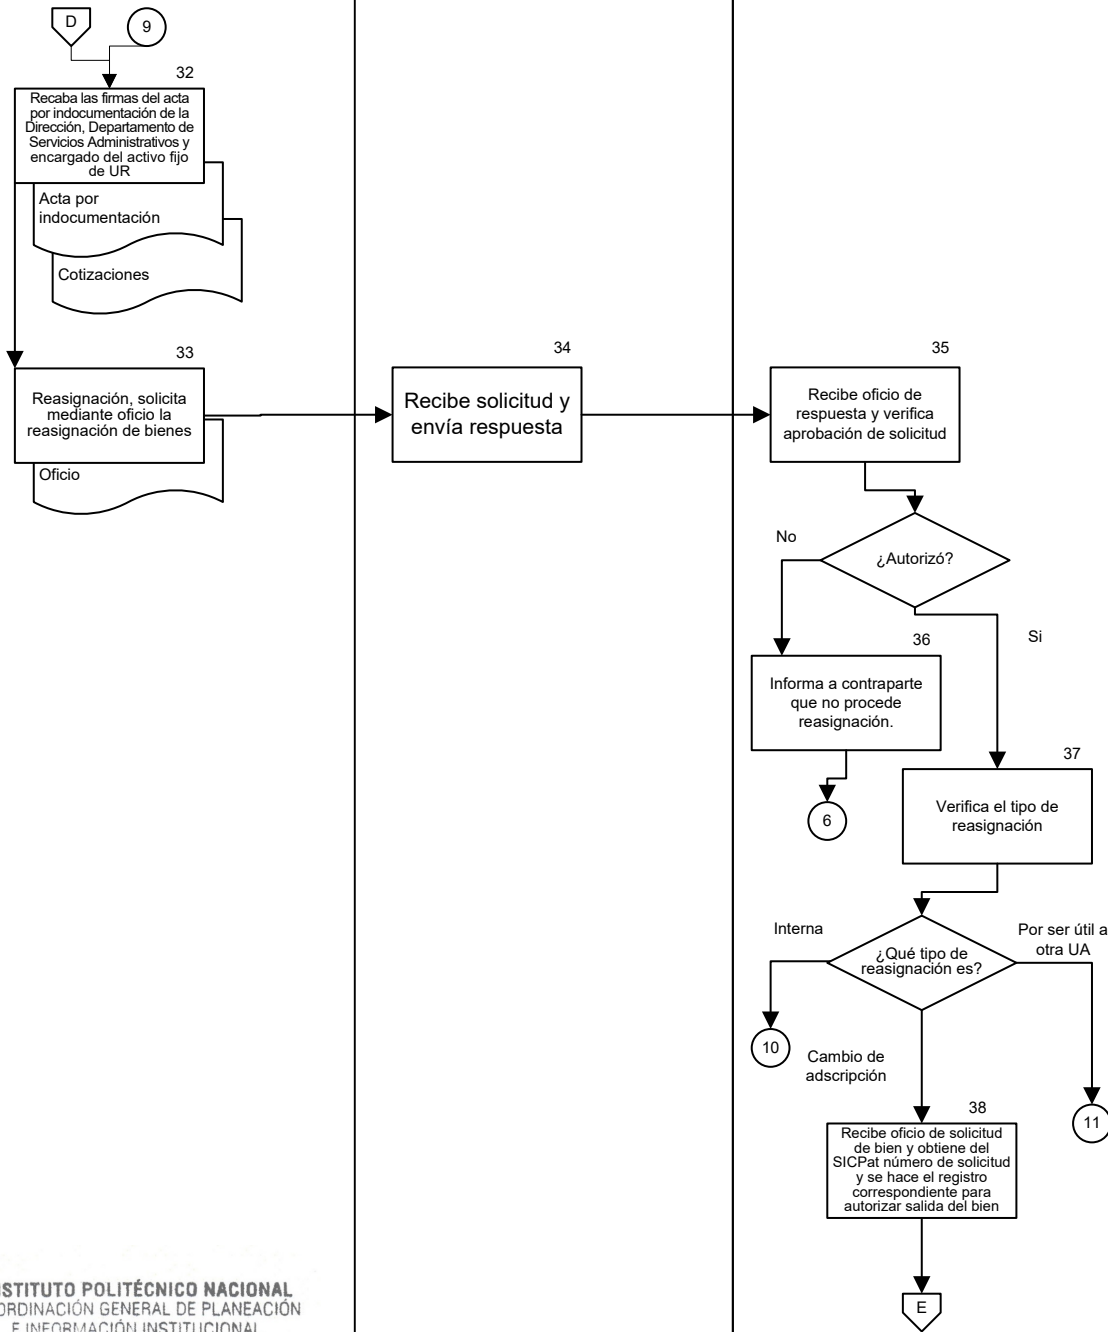 D
9
32
Recaba las firmas del acta
por indocumentación de la
Dirección, Departamento de
Servicios Administrativos y
encargado del activo fijo
de UR
Acta por
indocumentación
Cotizaciones
33
Reasignación, solicita
mediante oficio la
reasignación de bienes
Oficio
34
Recibe solicitud y
envía respuesta
35
Recibe oficio de
respuesta y verifica
aprobación de solicitud
¿Autorizó?
No
Si
36
Informa a contraparte
que no procede
reasignación.
6
37
Verifica el tipo de
reasignación
¿Qué tipo de
reasignación es?
Interna
Por ser útil a
otra UA
10
Cambio de
adscripción
11
38
Recibe oficio de solicitud
de bien y obtiene del
SICPat número de solicitud
y se hace el registro
correspondiente para
autorizar salida del bien
E
STITUTO POLITÉCNICO NACIONAL
ORDINACIÓN GENERAL DE PLANEACIÓN
E INFORMACIÓN INSTITUCIONAL